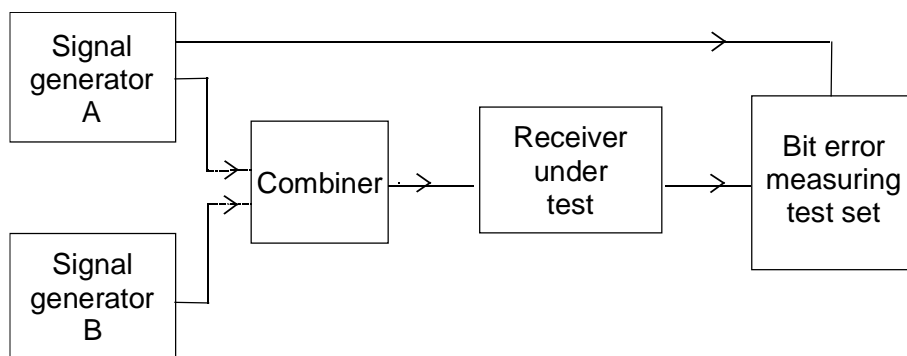 Signal
generator
A
Combiner
Receiver
under
test
Bit error
measuring
test set
Signal
generator
B